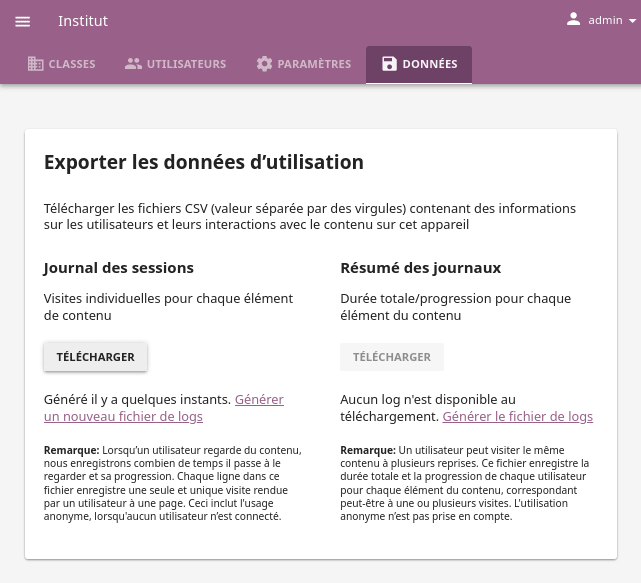 Institut
admin
CLASSES
UTILISATEURS
PARAMÈTRES
DONNÉES
Exporter les données d’utilisation
Télécharger les fichiers CSV (valeur séparée par des virgules) contenant des informations
sur les utilisateurs et leurs interactions avec le contenu sur cet appareil
Journal des sessions
Visites individuelles pour chaque élément
de contenu
TÉLÉCHARGER
Généré il y a quelques instants. Générer
un nouveau fichier de logs
Remarque: Lorsqu’un utilisateur regarde du contenu,
nous enregistrons combien de temps il passe à le
regarder et sa progression. Chaque ligne dans ce
fichier enregistre une seule et unique visite rendue
par un utilisateur à une page. Ceci inclut l'usage
anonyme, lorsqu'aucun utilisateur n’est connecté.
Résumé des journaux
Durée totale/progression pour chaque
élément du contenu
TÉLÉCHARGER
Aucun log n'est disponible au
téléchargement. Générer le fichier de logs
Remarque: Un utilisateur peut visiter le même
contenu à plusieurs reprises. Ce fichier enregistre la
durée totale et la progression de chaque utilisateur
pour chaque élément du contenu, correspondant
peut-être à une ou plusieurs visites. L'utilisation
anonyme n’est pas prise en compte.